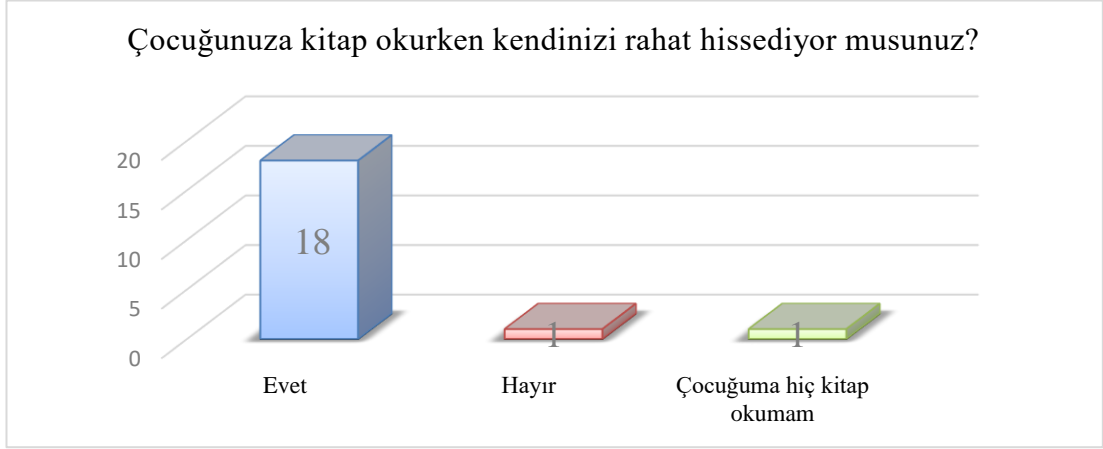 Çocuğunuza kitap okurken kendinizi rahat hissediyor musunuz?
20
15
10
5
0
18
1
1
Evet
Hayır
Çocuğuma hiç kitap
okumam